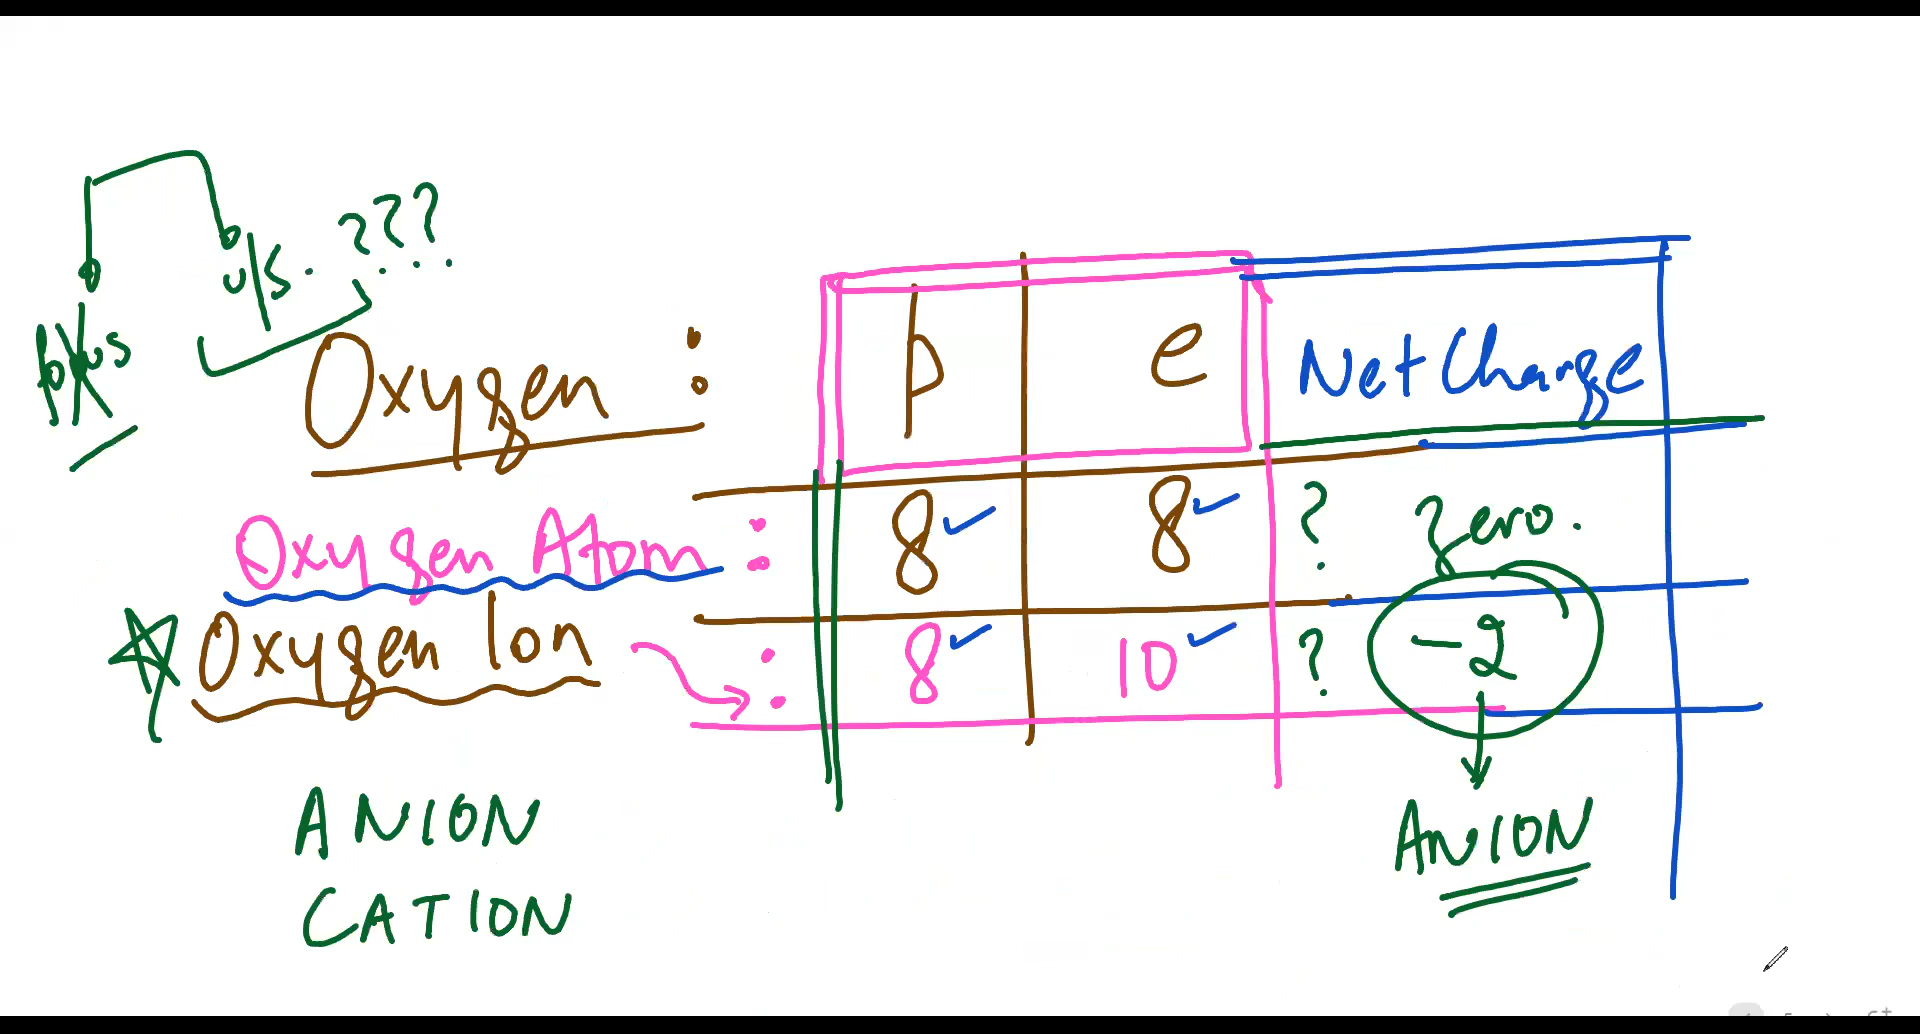 v/s. ???
Oxygen : p e Net Charge
Oxygen Atom : 8 8 ? Zero.
Oxygen Ion : 8 10 ? -2
ANION
CATION
ANION